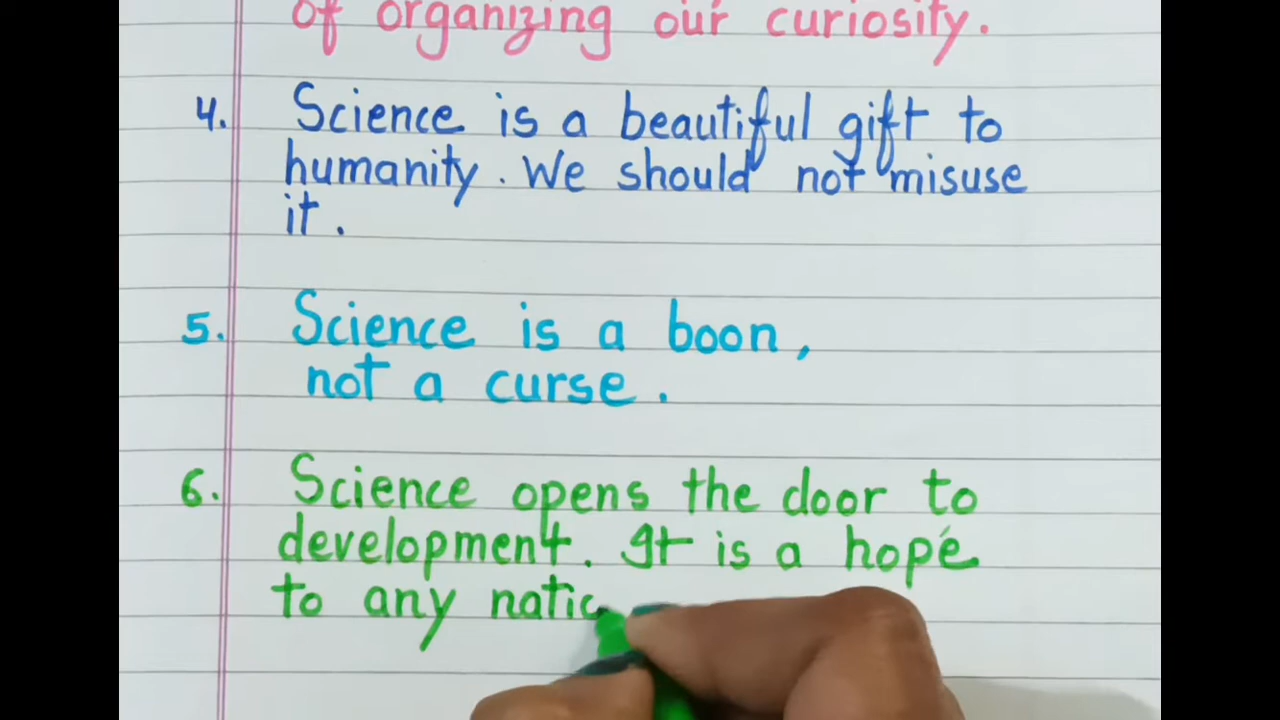 of organizing our curiosity.
4. Science is a beautiful gift to
humanity. We should not misuse
it.
5. Science is a boon,
not a curse.
6. Science opens the door to
development. It is a hope
to any